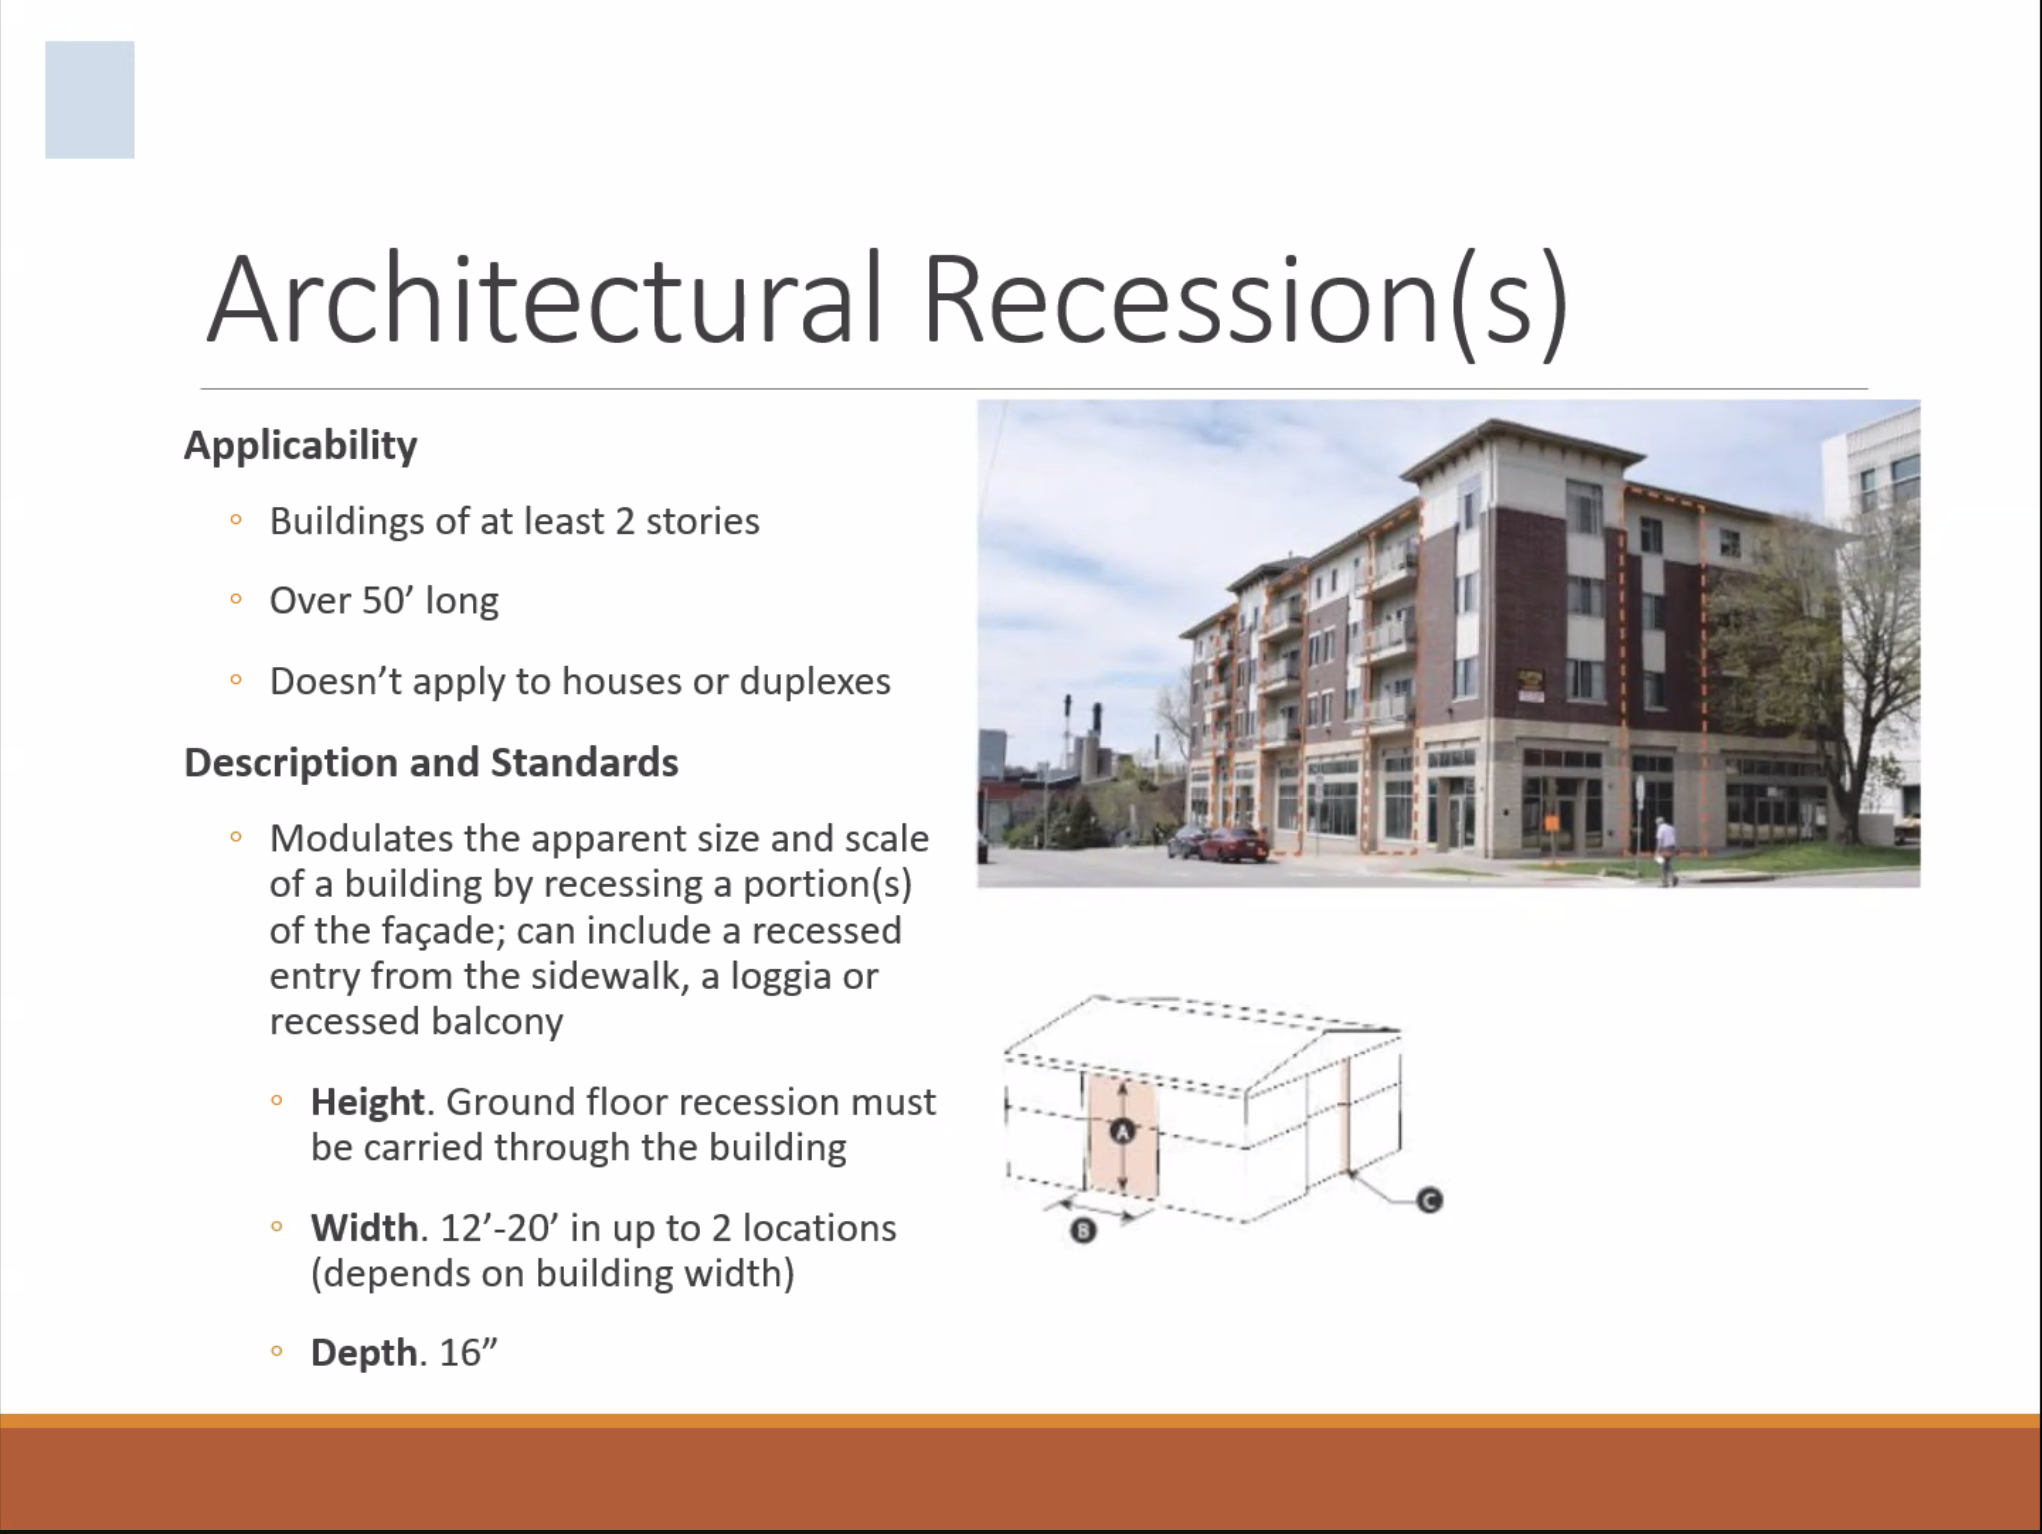 Architectural Recession(s)
Applicability
◦ Buildings of at least 2 stories
◦ Over 50’ long
◦ Doesn’t apply to houses or duplexes
Description and Standards
◦ Modulates the apparent size and scale
of a building by recessing a portion(s)
of the façade; can include a recessed
entry from the sidewalk, a loggia or
recessed balcony
◦ Height. Ground floor recession must
be carried through the building
◦ Width. 12’-20’ in up to 2 locations
(depends on building width)
◦ Depth. 16”
A
B
C